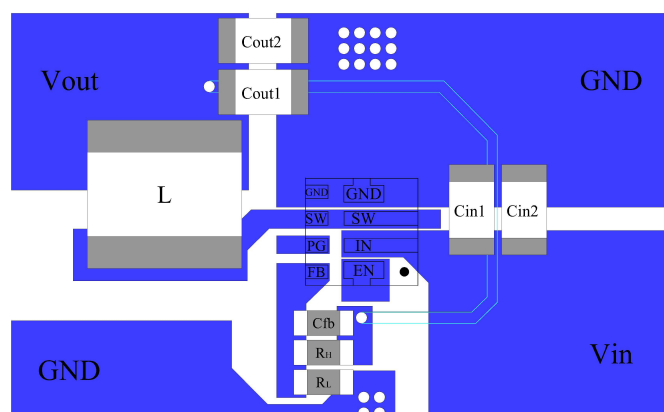 Cout2
Vout
GND
Cout1
L
GND
GND
Cin1
Cin2
SW
SW
PG
IN
FB
EN
Cfb
RH
Vin
GND
RL